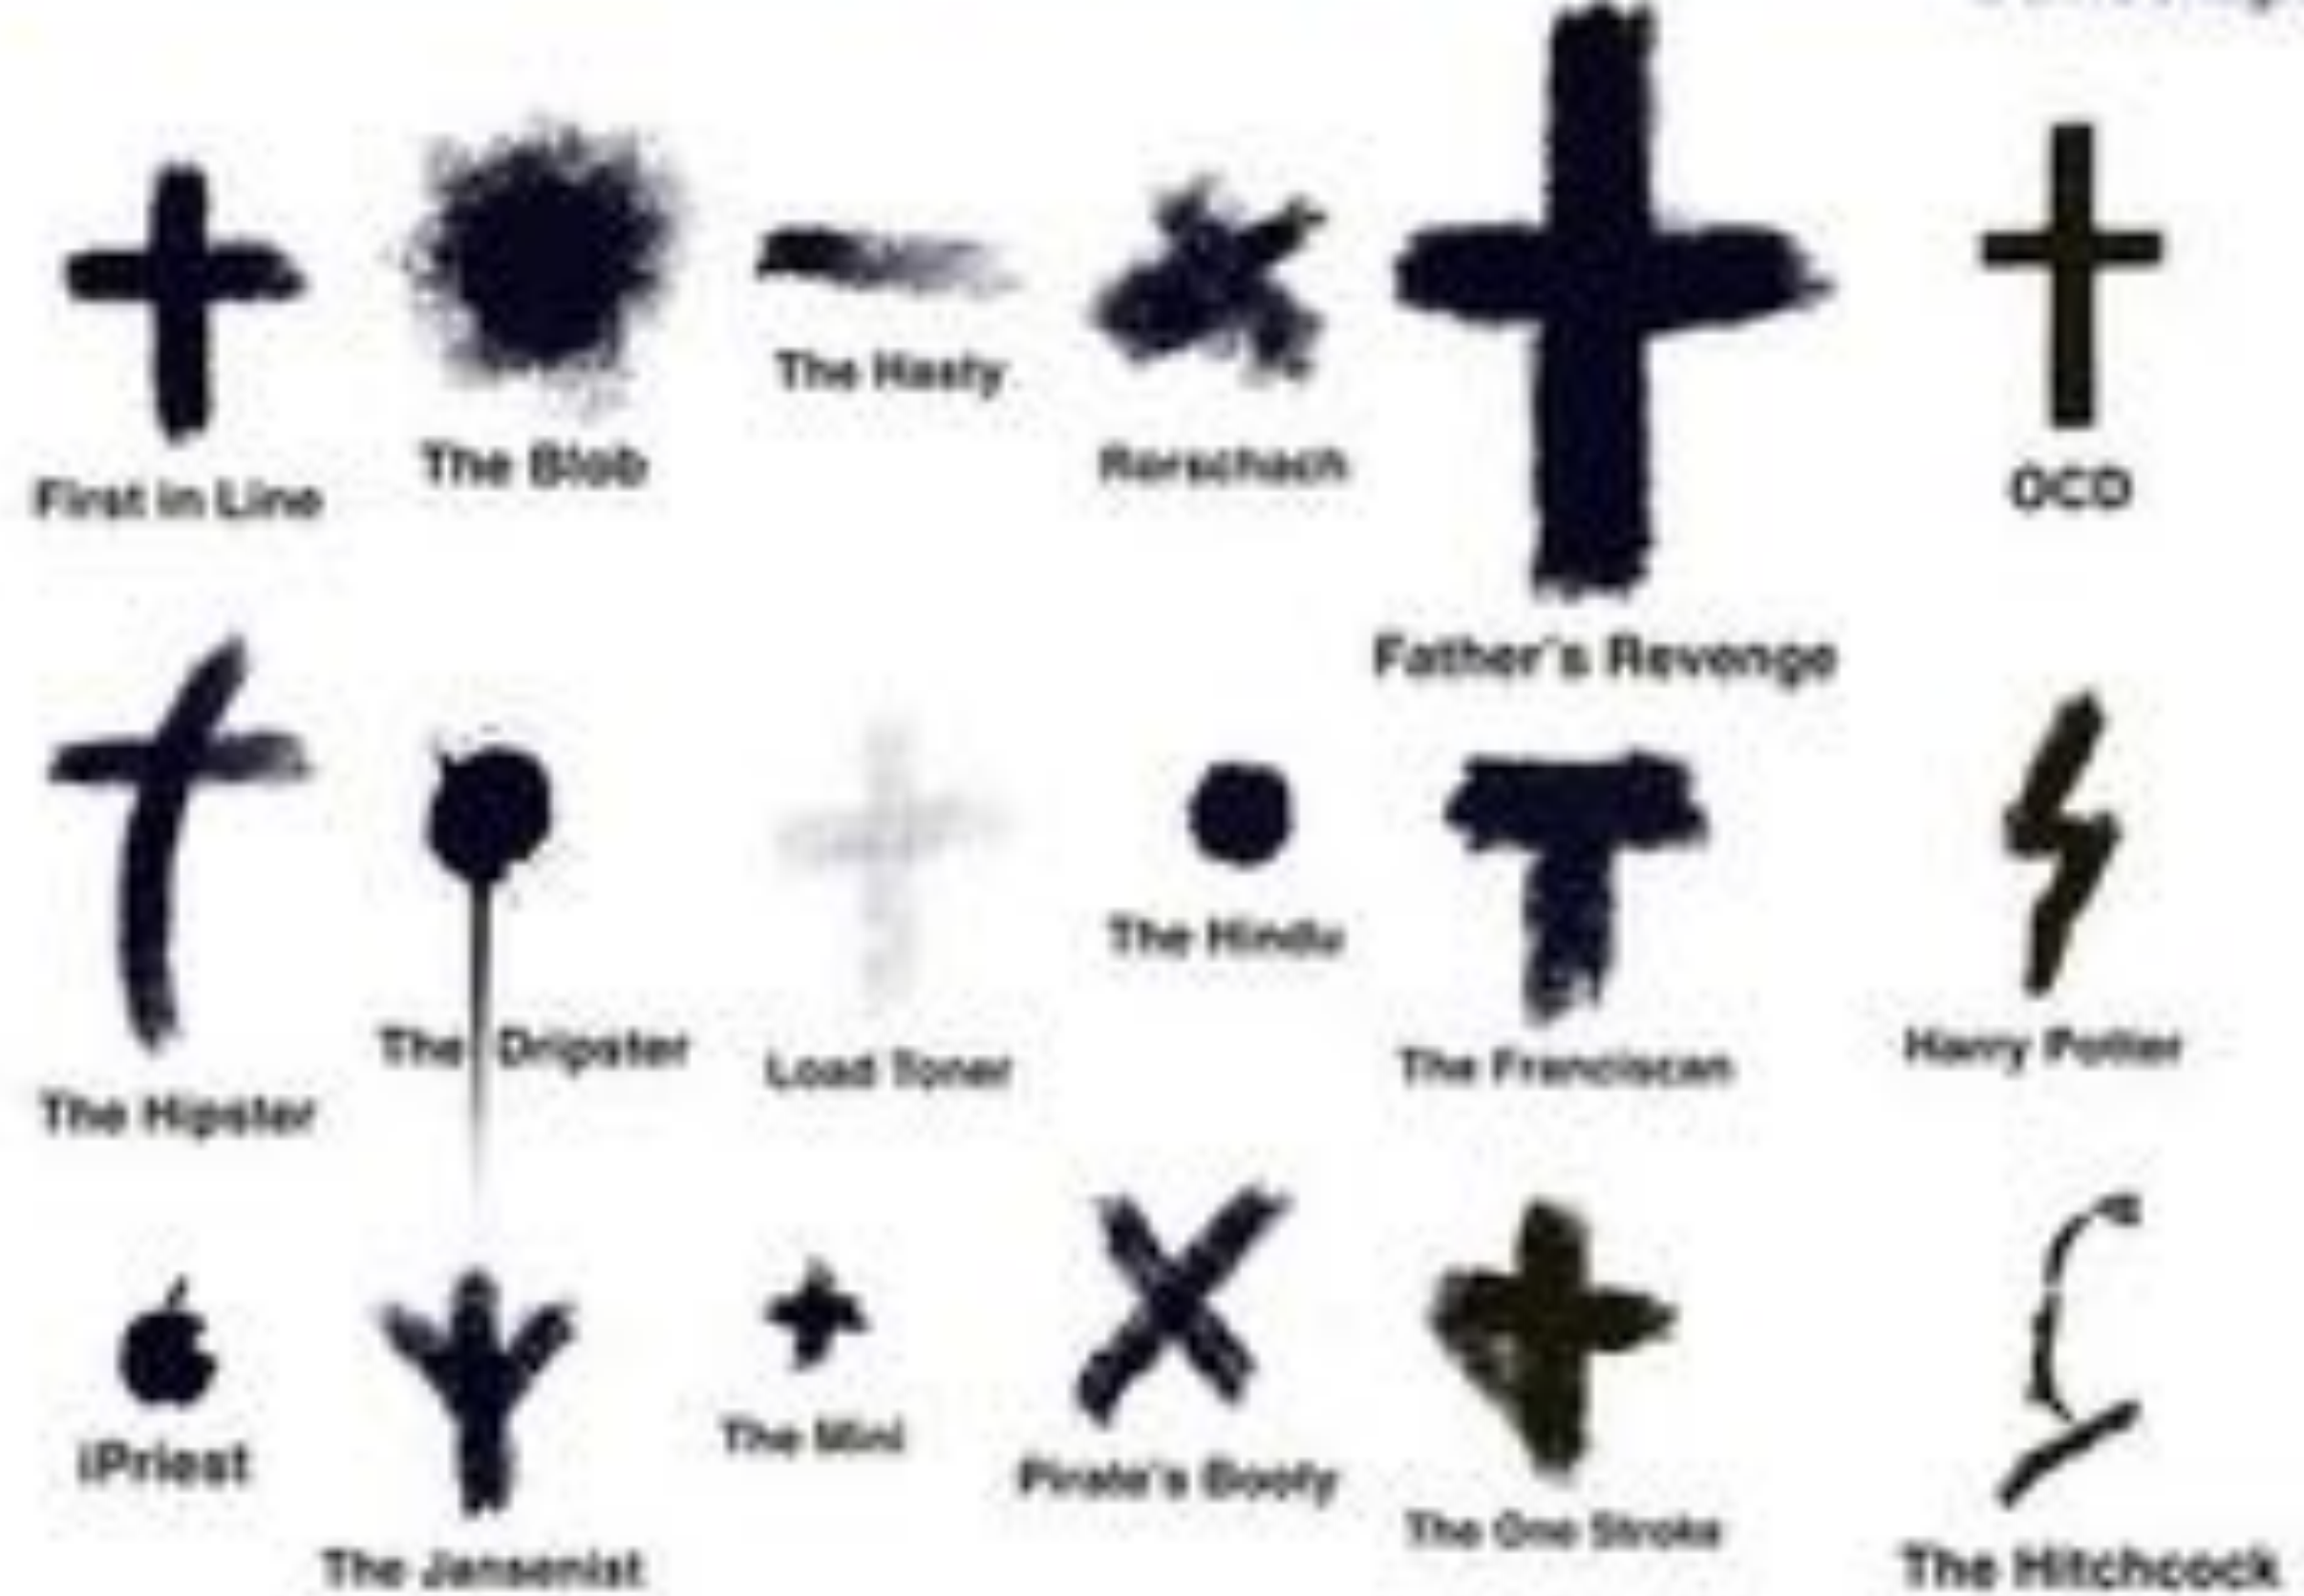 First in Line
The Blob
The Hasty
Rorschach
Father's Revenge
OCD
The Hipster
The Dripster
Load Toner
The Hindu
The Franciscan
Harry Potter
iPriest
The Jansenist
The Mini
Pirate's Booty
The One Stroke
The Hitchcock